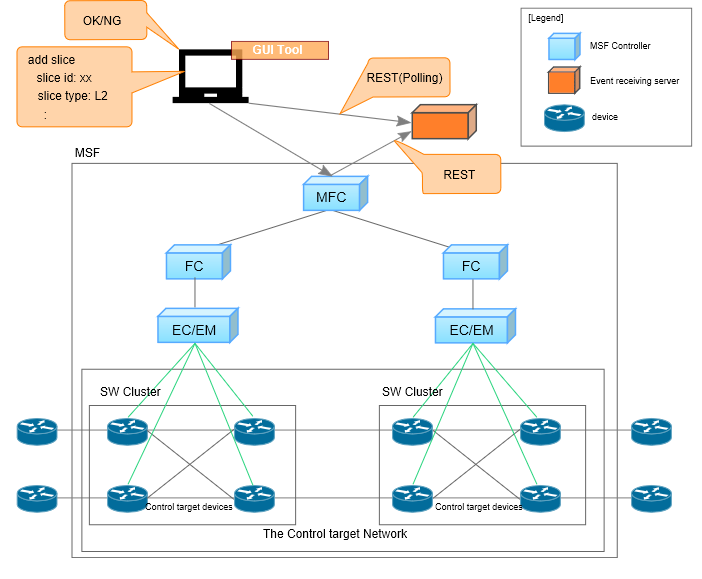 OK/NG
GUI Tool
add slice
slice id: xx
slice type: L2
:
REST(Polling)
[Legend]
MSF Controller
Event receiving server
device
MSF
REST
MFC
FC
FC
EC/EM
EC/EM
SW Cluster
SW Cluster
Control target devices
Control target devices
The Control target Network